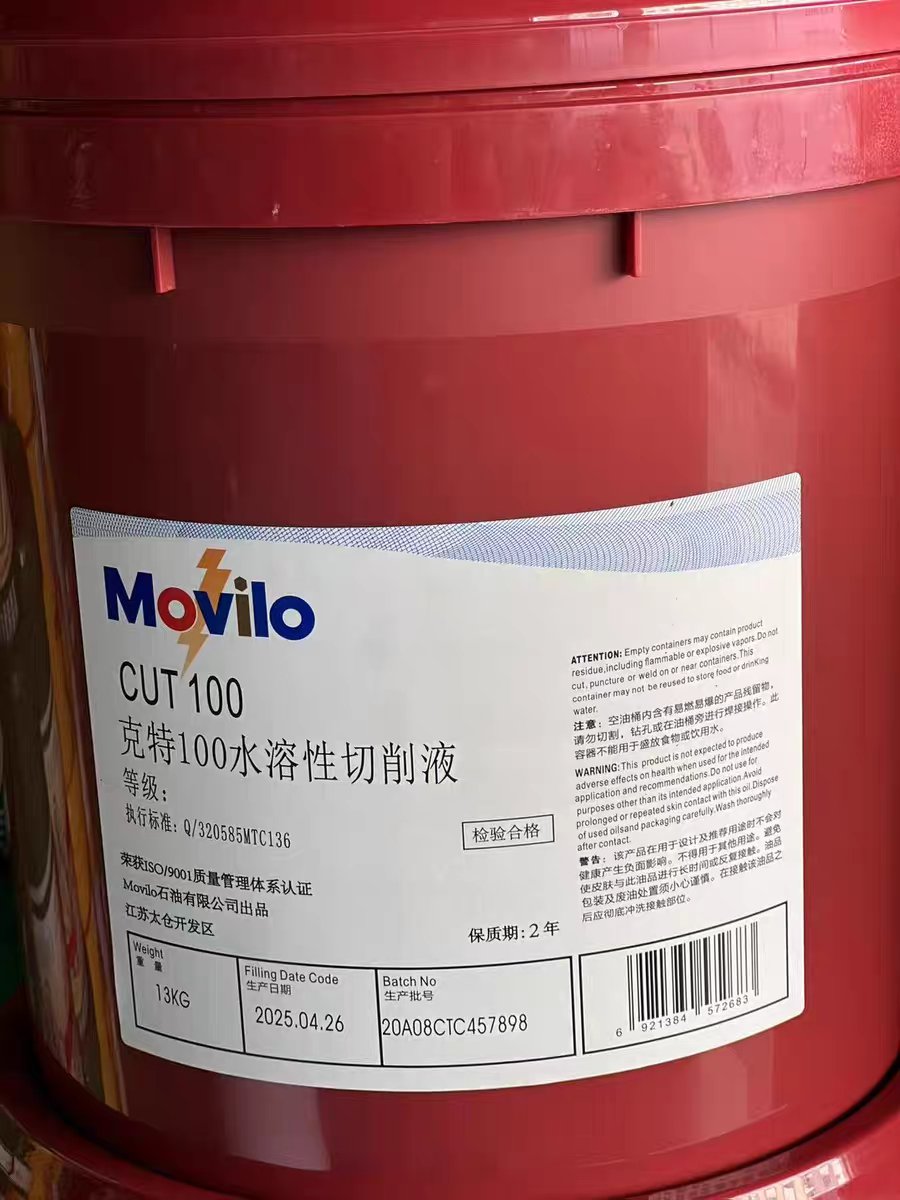 Movilo
CUT 100
克特100水溶性切削液
等级：
执行标准：Q/320585MTC136
检验合格
荣获ISO/9001质量管理体系认证
Movilo石油有限公司出品
江苏太仓开发区
保质期：2年
Weight
重 量
13KG
Filling Date Code
生产日期
2025.04.26
Batch No
生产批号
20A08CTC457898
ATTENTION: Empty containers may contain product
residue,including flammable or explosive vapors.Do not
cut, puncture or weld on or near containers.This
container may not be reused to store food or drinKing
water.
注意：空油桶内含有易燃易爆的产品残留物，
请勿切割，钻孔或在油桶旁进行焊接操作。此
容器不能用于盛放食物或饮用水。
WARNING:This product is not expected to produce
adverse effects on health when used for the Intended
application and recommendations.Do not use for
purposes other than its intended application.Avoid
prolonged or repeated skin contact with this oil.Dispose
of used oilsand packaging carefully.Wash thoroughly
after contact.
警告：该产品在用于设计及推荐用途时不会对
健康产生负面影响。不得用于其他用途。避免
使皮肤与此油品进行长时间或反复接触。油品
包装及废油处置须小心谨慎。在接触该油品之
后应彻底冲洗接触部位。
6 921384 572683